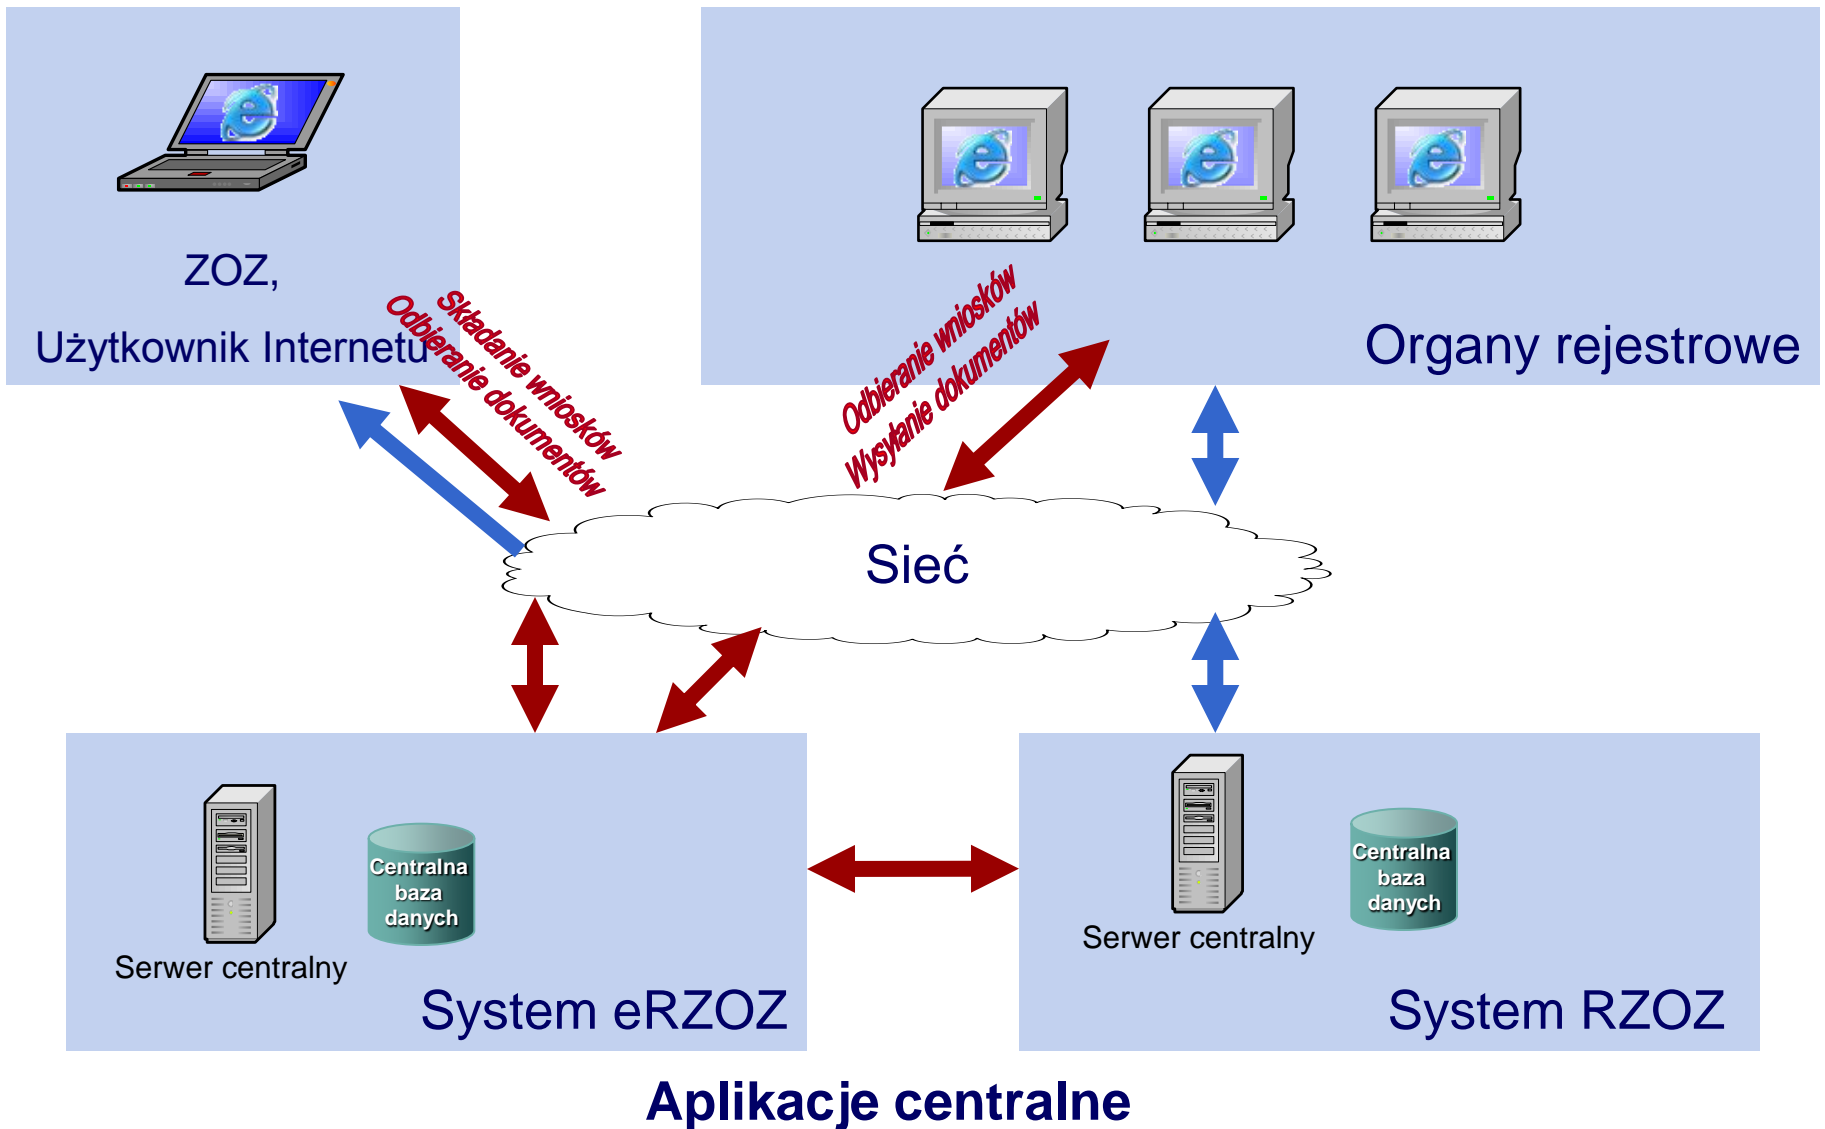 ZOZ,
Użytkownik Internetu
Składanie wniosków
Odbieranie dokumentów
Odbieranie wniosków
Wysyłanie dokumentów
Organy rejestrowe
Sieć
Centralna
baza
danych
Serwer centralny
System eRZOZ
Centralna
baza
danych
Serwer centralny
System RZOZ
Aplikacje centralne